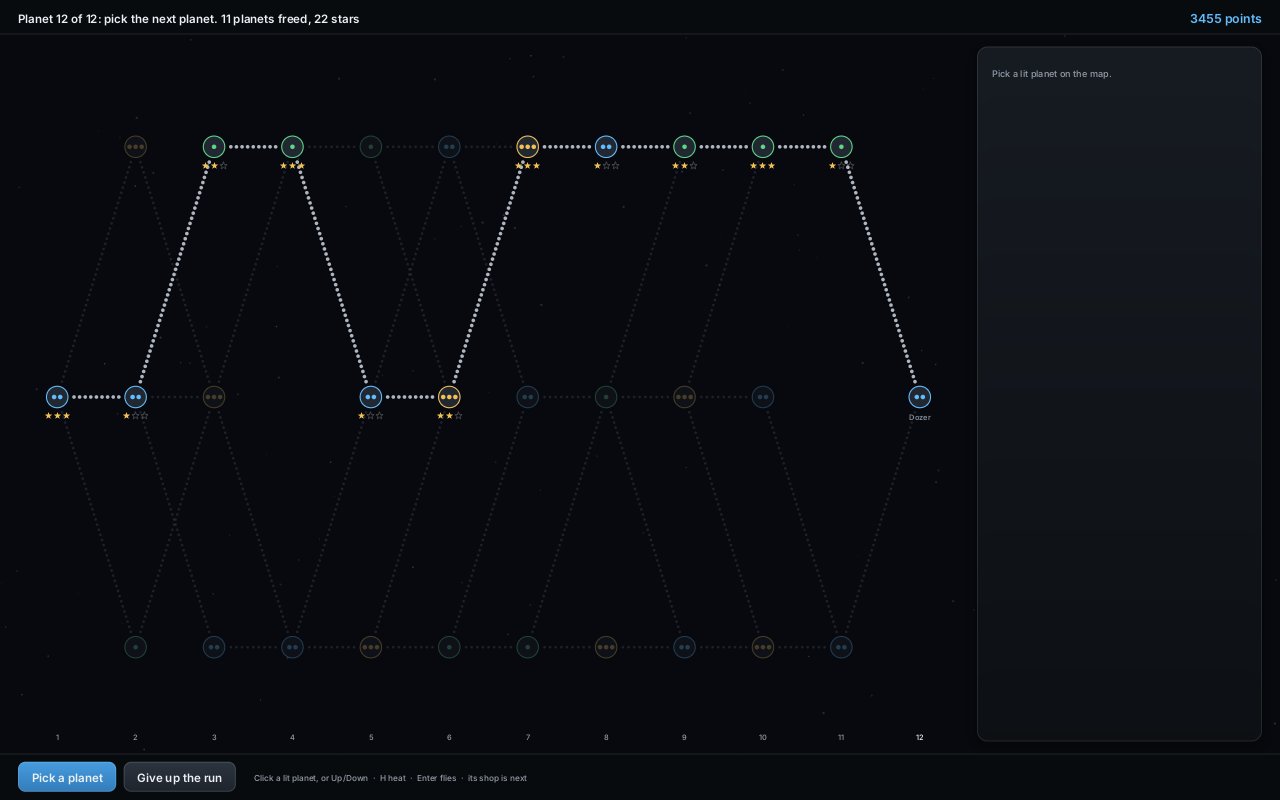 Planet 12 of 12: pick the next planet. 11 planets freed, 22 stars
3455 points
Pick a lit planet on the map.
Dozer
1 2 3 4 5 6 7 8 9 10 11 12
Pick a planet
Give up the run
Click a lit planet, or Up/Down · H heat · Enter flies · its shop is next